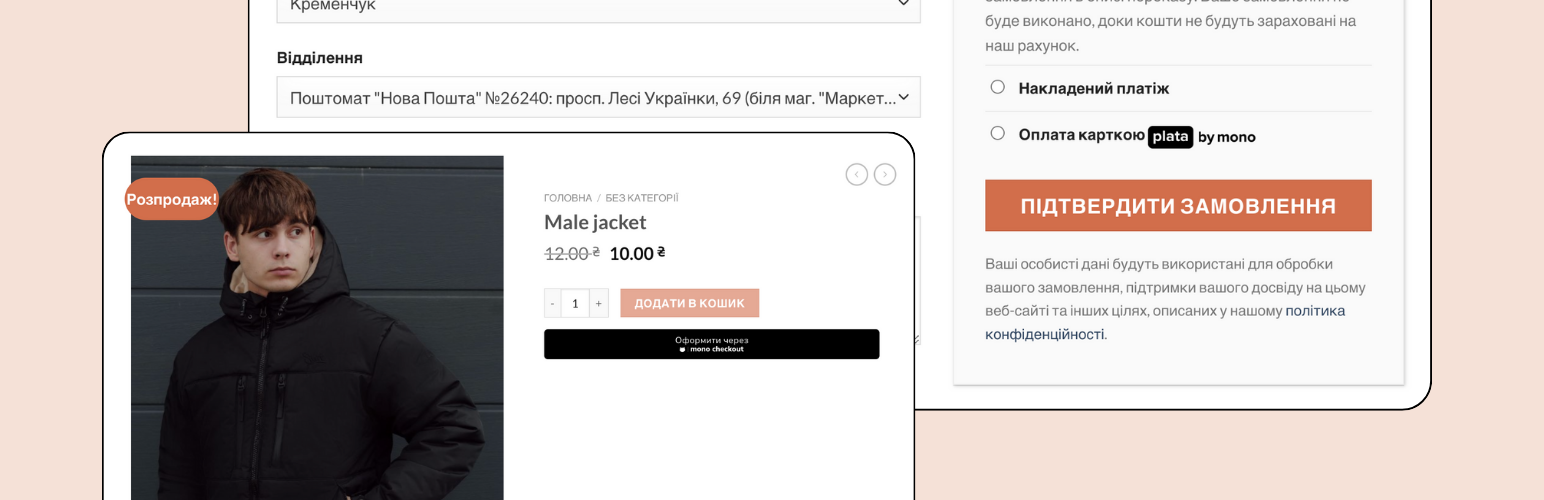 Кременчук
Відділення
Поштомат "Нова Пошта" №26240: просп. Лесі Українки, 69 (біля маг. "Маркет...
буде виконано, доки кошти не будуть зараховані на
наш рахунок.
Накладений платіж
Оплата карткою plata by mono
ПІДТВЕРДИТИ ЗАМОВЛЕННЯ
Ваші особисті дані будуть використані для обробки
вашого замовлення, підтримки вашого досвіду на цьому
веб-сайті та інших цілях, описаних у нашому політика
конфіденційності.
Розпродаж!
ГОЛОВНА / БЕЗ КАТЕГОРІЇ
Male jacket
12.00 ₴ 10.00 ₴
- 1 + ДОДАТИ В КОШИК
Оформити через
mono checkout